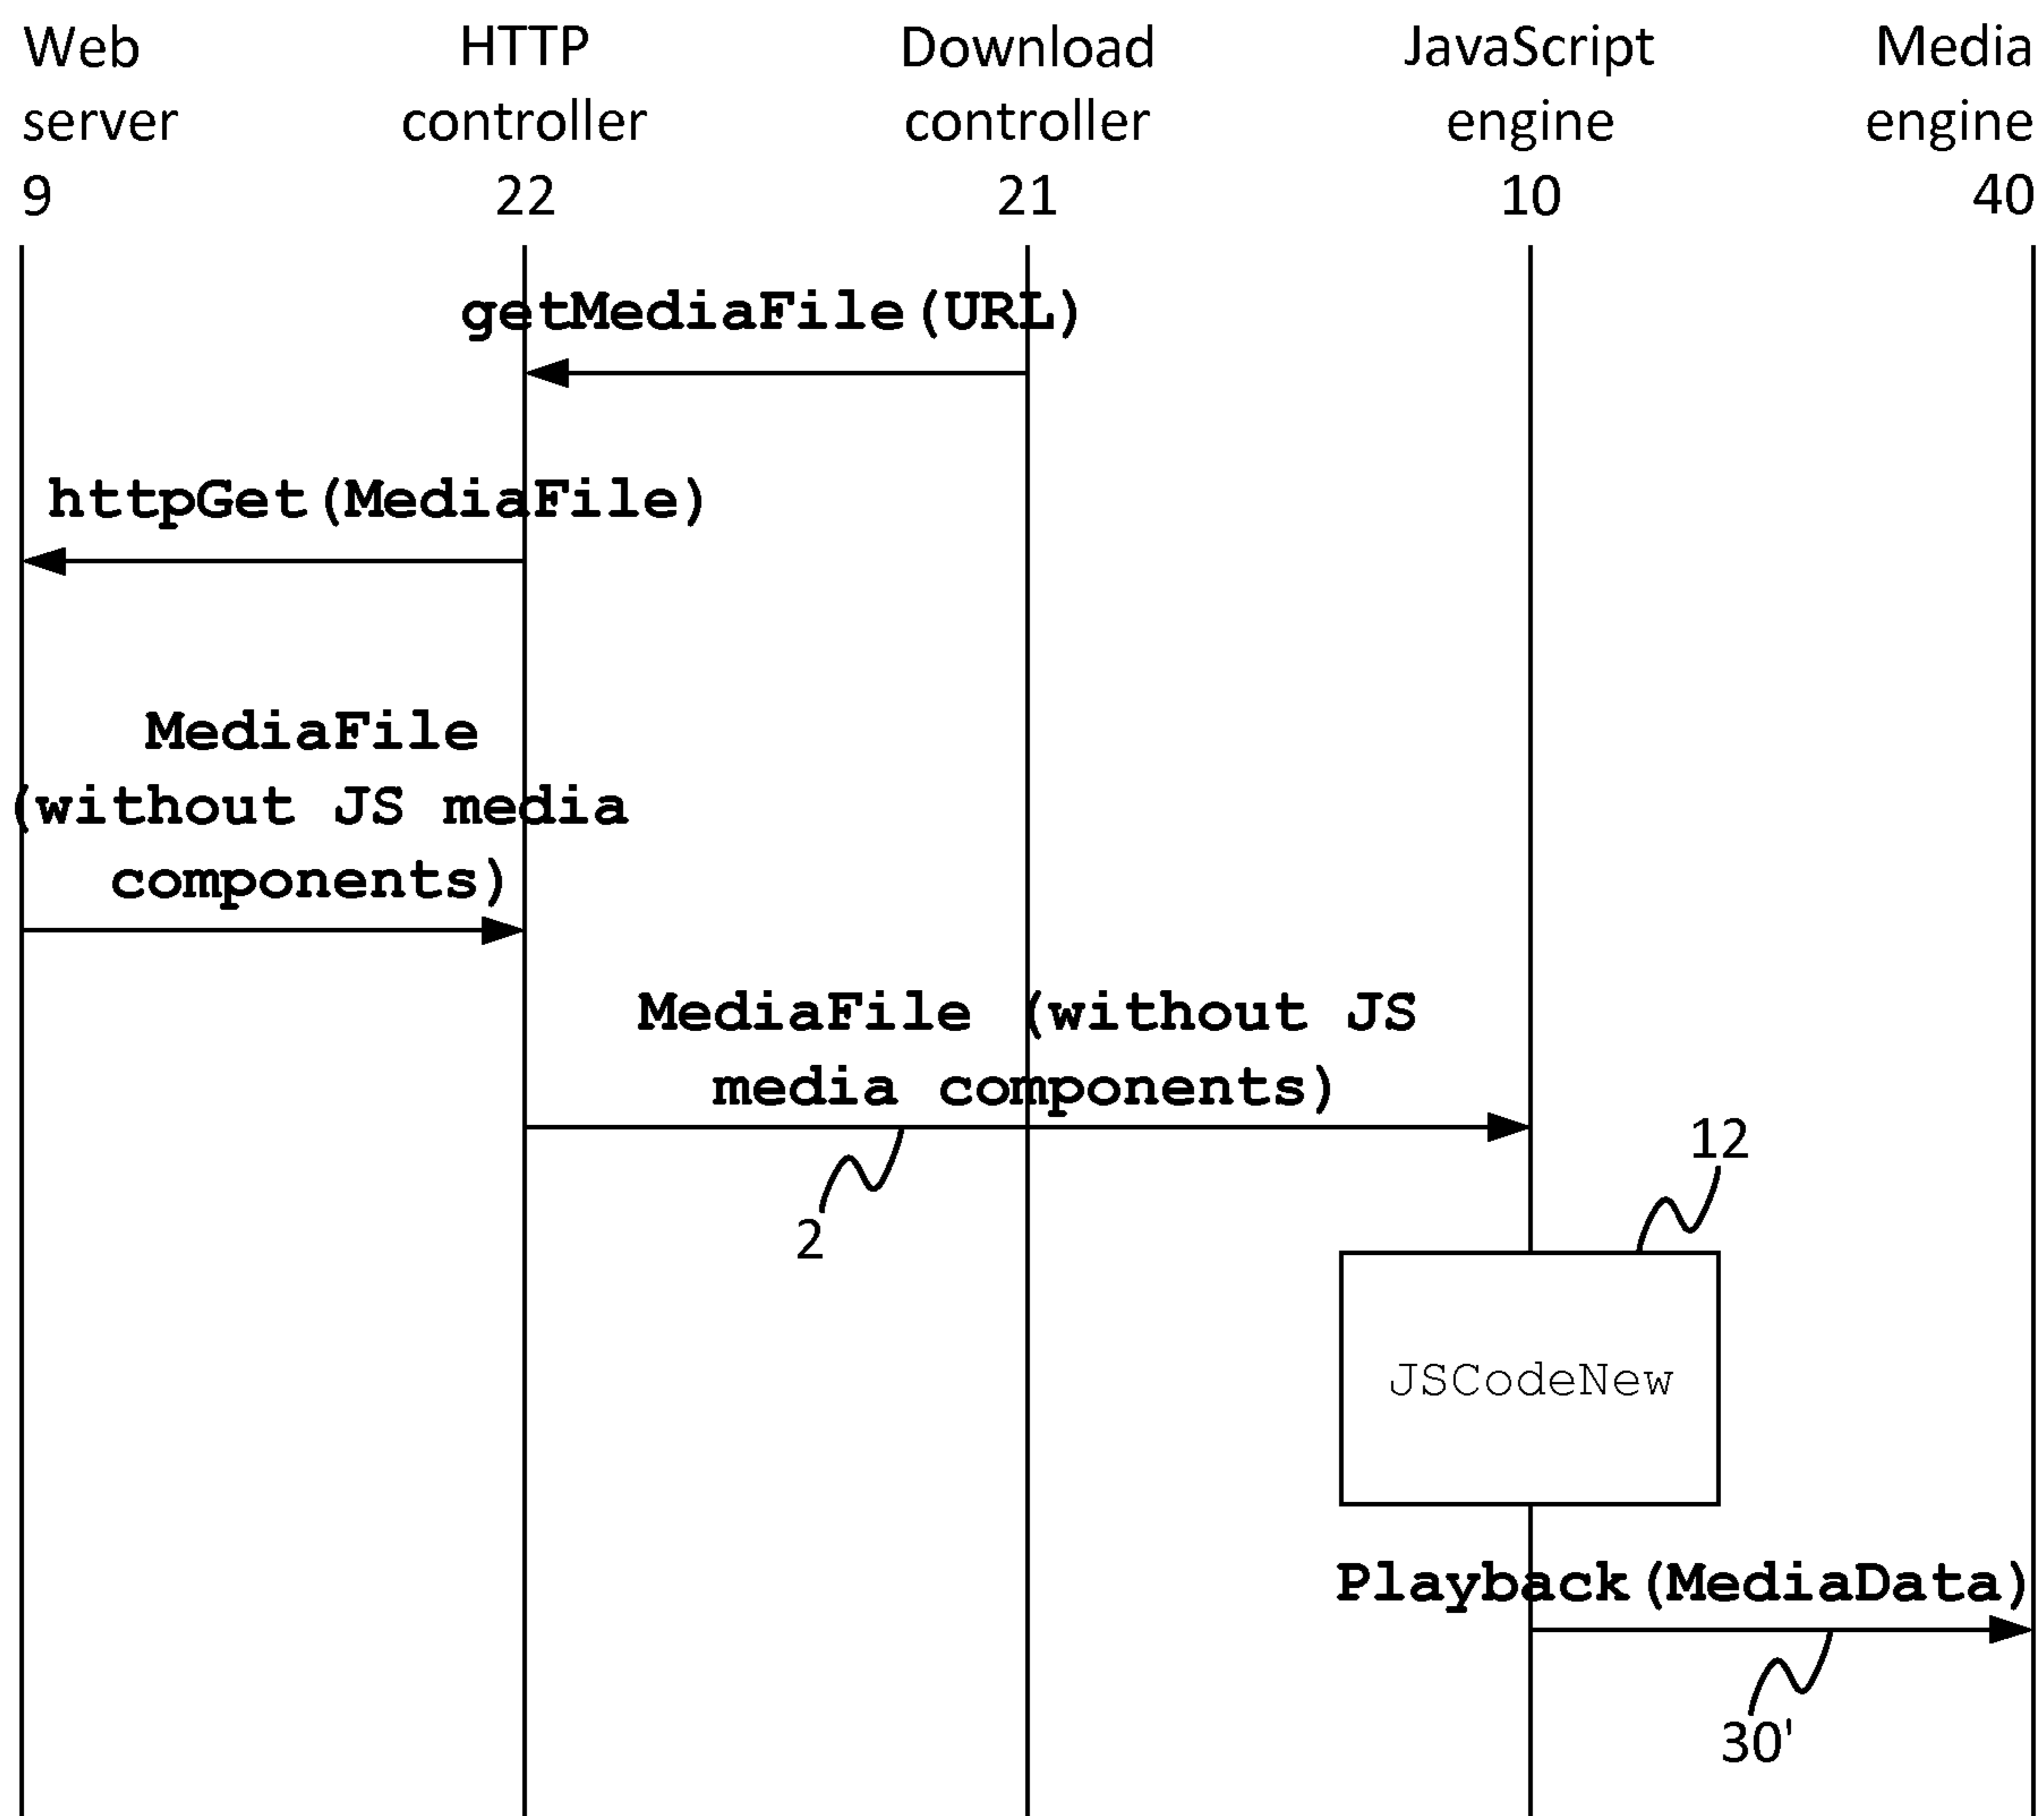 Web server 9
HTTP controller 22
Download controller 21
JavaScript engine 10
Media engine 40
getMediaFile(URL)
httpGet(MediaFile)
MediaFile
(without JS media
components)
MediaFile (without JS
media components)
2
12
JSCodeNew
Playback(MediaData)
30'